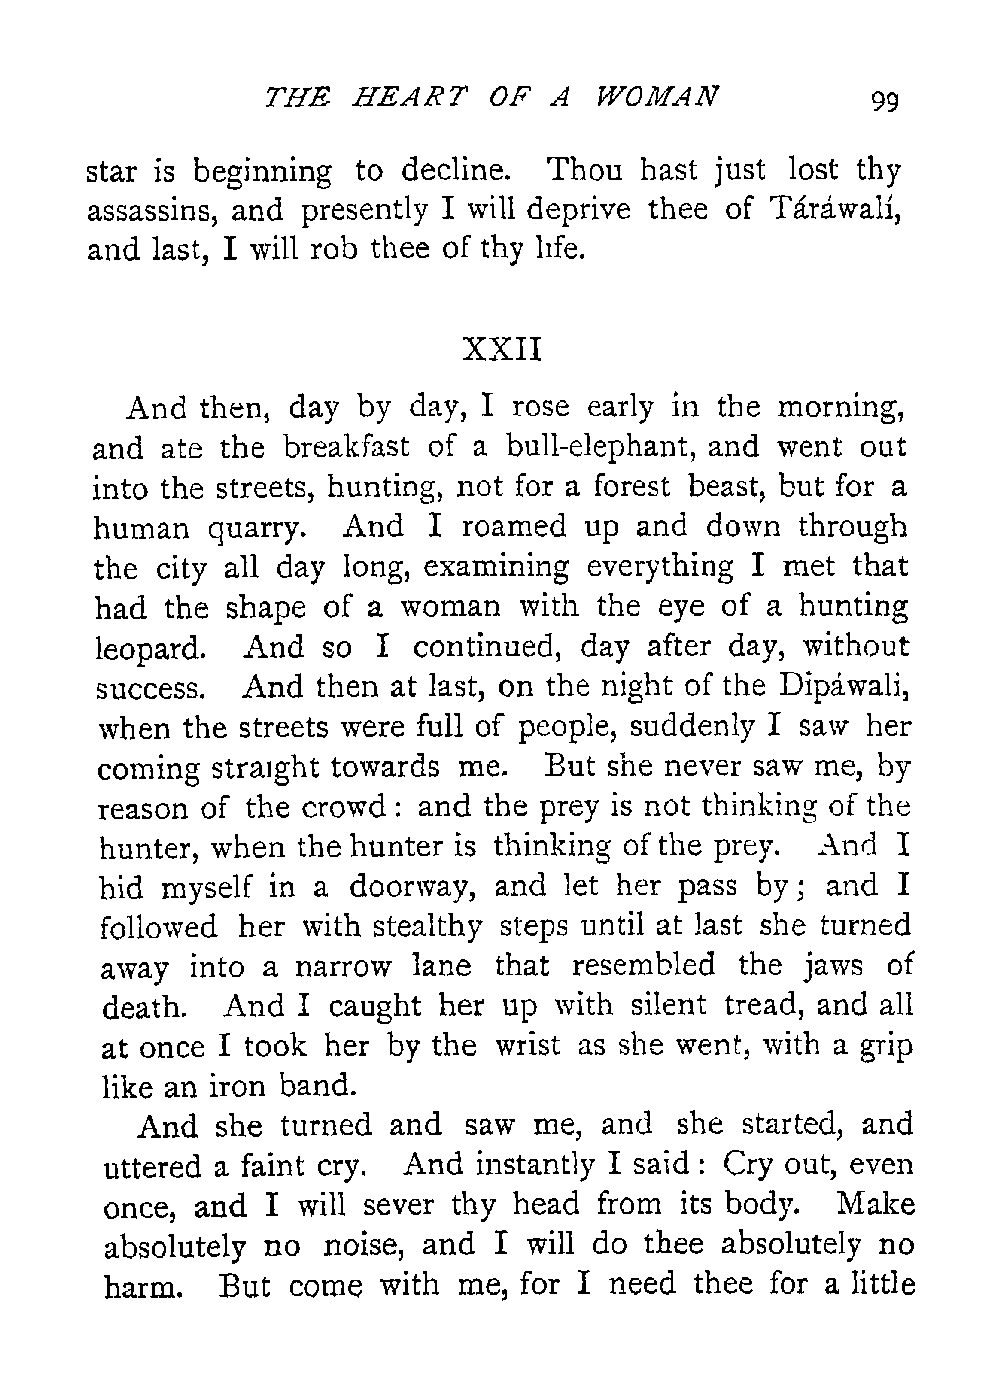 THE HEART OF A WOMAN 99
star is beginning to decline. Thou hast just lost thy
assassins, and presently I will deprive thee of Táráwalí,
and last, I will rob thee of thy life.
XXII
And then, day by day, I rose early in the morning,
and ate the breakfast of a bull-elephant, and went out
into the streets, hunting, not for a forest beast, but for a
human quarry. And I roamed up and down through
the city all day long, examining everything I met that
had the shape of a woman with the eye of a hunting
leopard. And so I continued, day after day, without
success. And then at last, on the night of the Dipáwali,
when the streets were full of people, suddenly I saw her
coming straight towards me. But she never saw me, by
reason of the crowd: and the prey is not thinking of the
hunter, when the hunter is thinking of the prey. And I
hid myself in a doorway, and let her pass by; and I
followed her with stealthy steps until at last she turned
away into a narrow lane that resembled the jaws of
death. And I caught her up with silent tread, and all
at once I took her by the wrist as she went, with a grip
like an iron band.
And she turned and saw me, and she started, and
uttered a faint cry. And instantly I said: Cry out, even
once, and I will sever thy head from its body. Make
absolutely no noise, and I will do thee absolutely no
harm. But come with me, for I need thee for a little